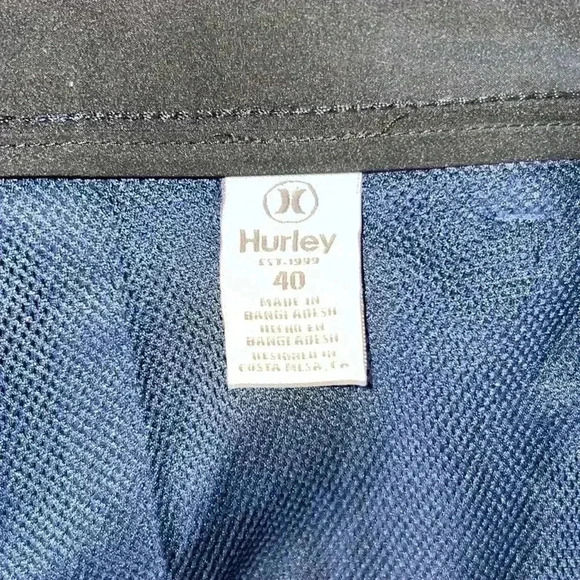 Hurley
EST.1999
40
MADE IN
BANGLADESH
HECHO EN
BANGLADESH
DESIGNED IN
COSTA MESA, CA